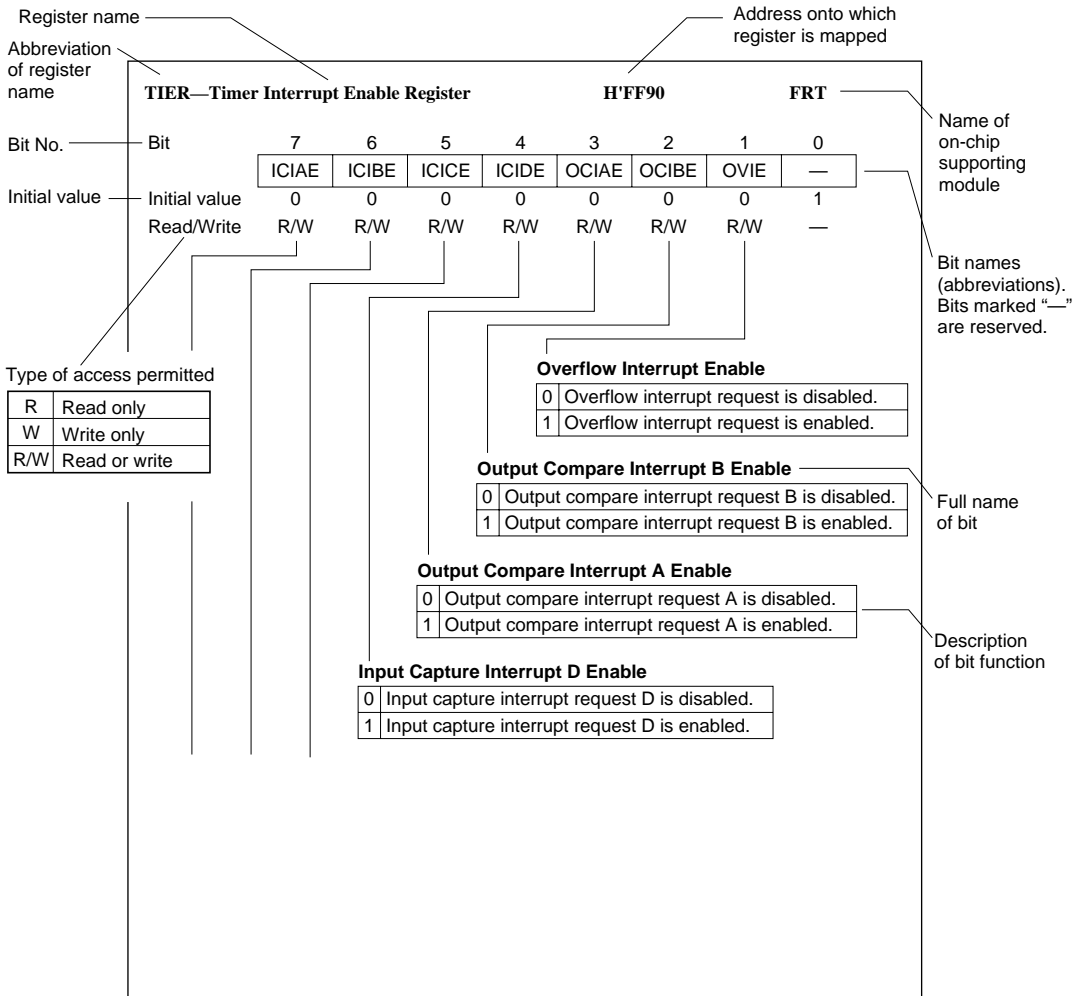 Register name
Address onto which
register is mapped
Abbreviation
of register
name
TIER—Timer Interrupt Enable Register H'FF90 FRT
Name of
on-chip
supporting
module
Bit No. Bit 7 6 5 4 3 2 1 0
ICIAE ICIBE ICICE ICIDE OCIAE OCIBE OVIE —
Initial value Initial value 0 0 0 0 0 0 0 1
Read/Write R/W R/W R/W R/W R/W R/W R/W —
Bit names
(abbreviations).
Bits marked “—”
are reserved.
Type of access permitted
R Read only
W Write only
R/W Read or write
Overflow Interrupt Enable
0 Overflow interrupt request is disabled.
1 Overflow interrupt request is enabled.
Output Compare Interrupt B Enable
0 Output compare interrupt request B is disabled.
1 Output compare interrupt request B is enabled.
Full name
of bit
Output Compare Interrupt A Enable
0 Output compare interrupt request A is disabled.
1 Output compare interrupt request A is enabled.
Description
of bit function
Input Capture Interrupt D Enable
0 Input capture interrupt request D is disabled.
1 Input capture interrupt request D is enabled.